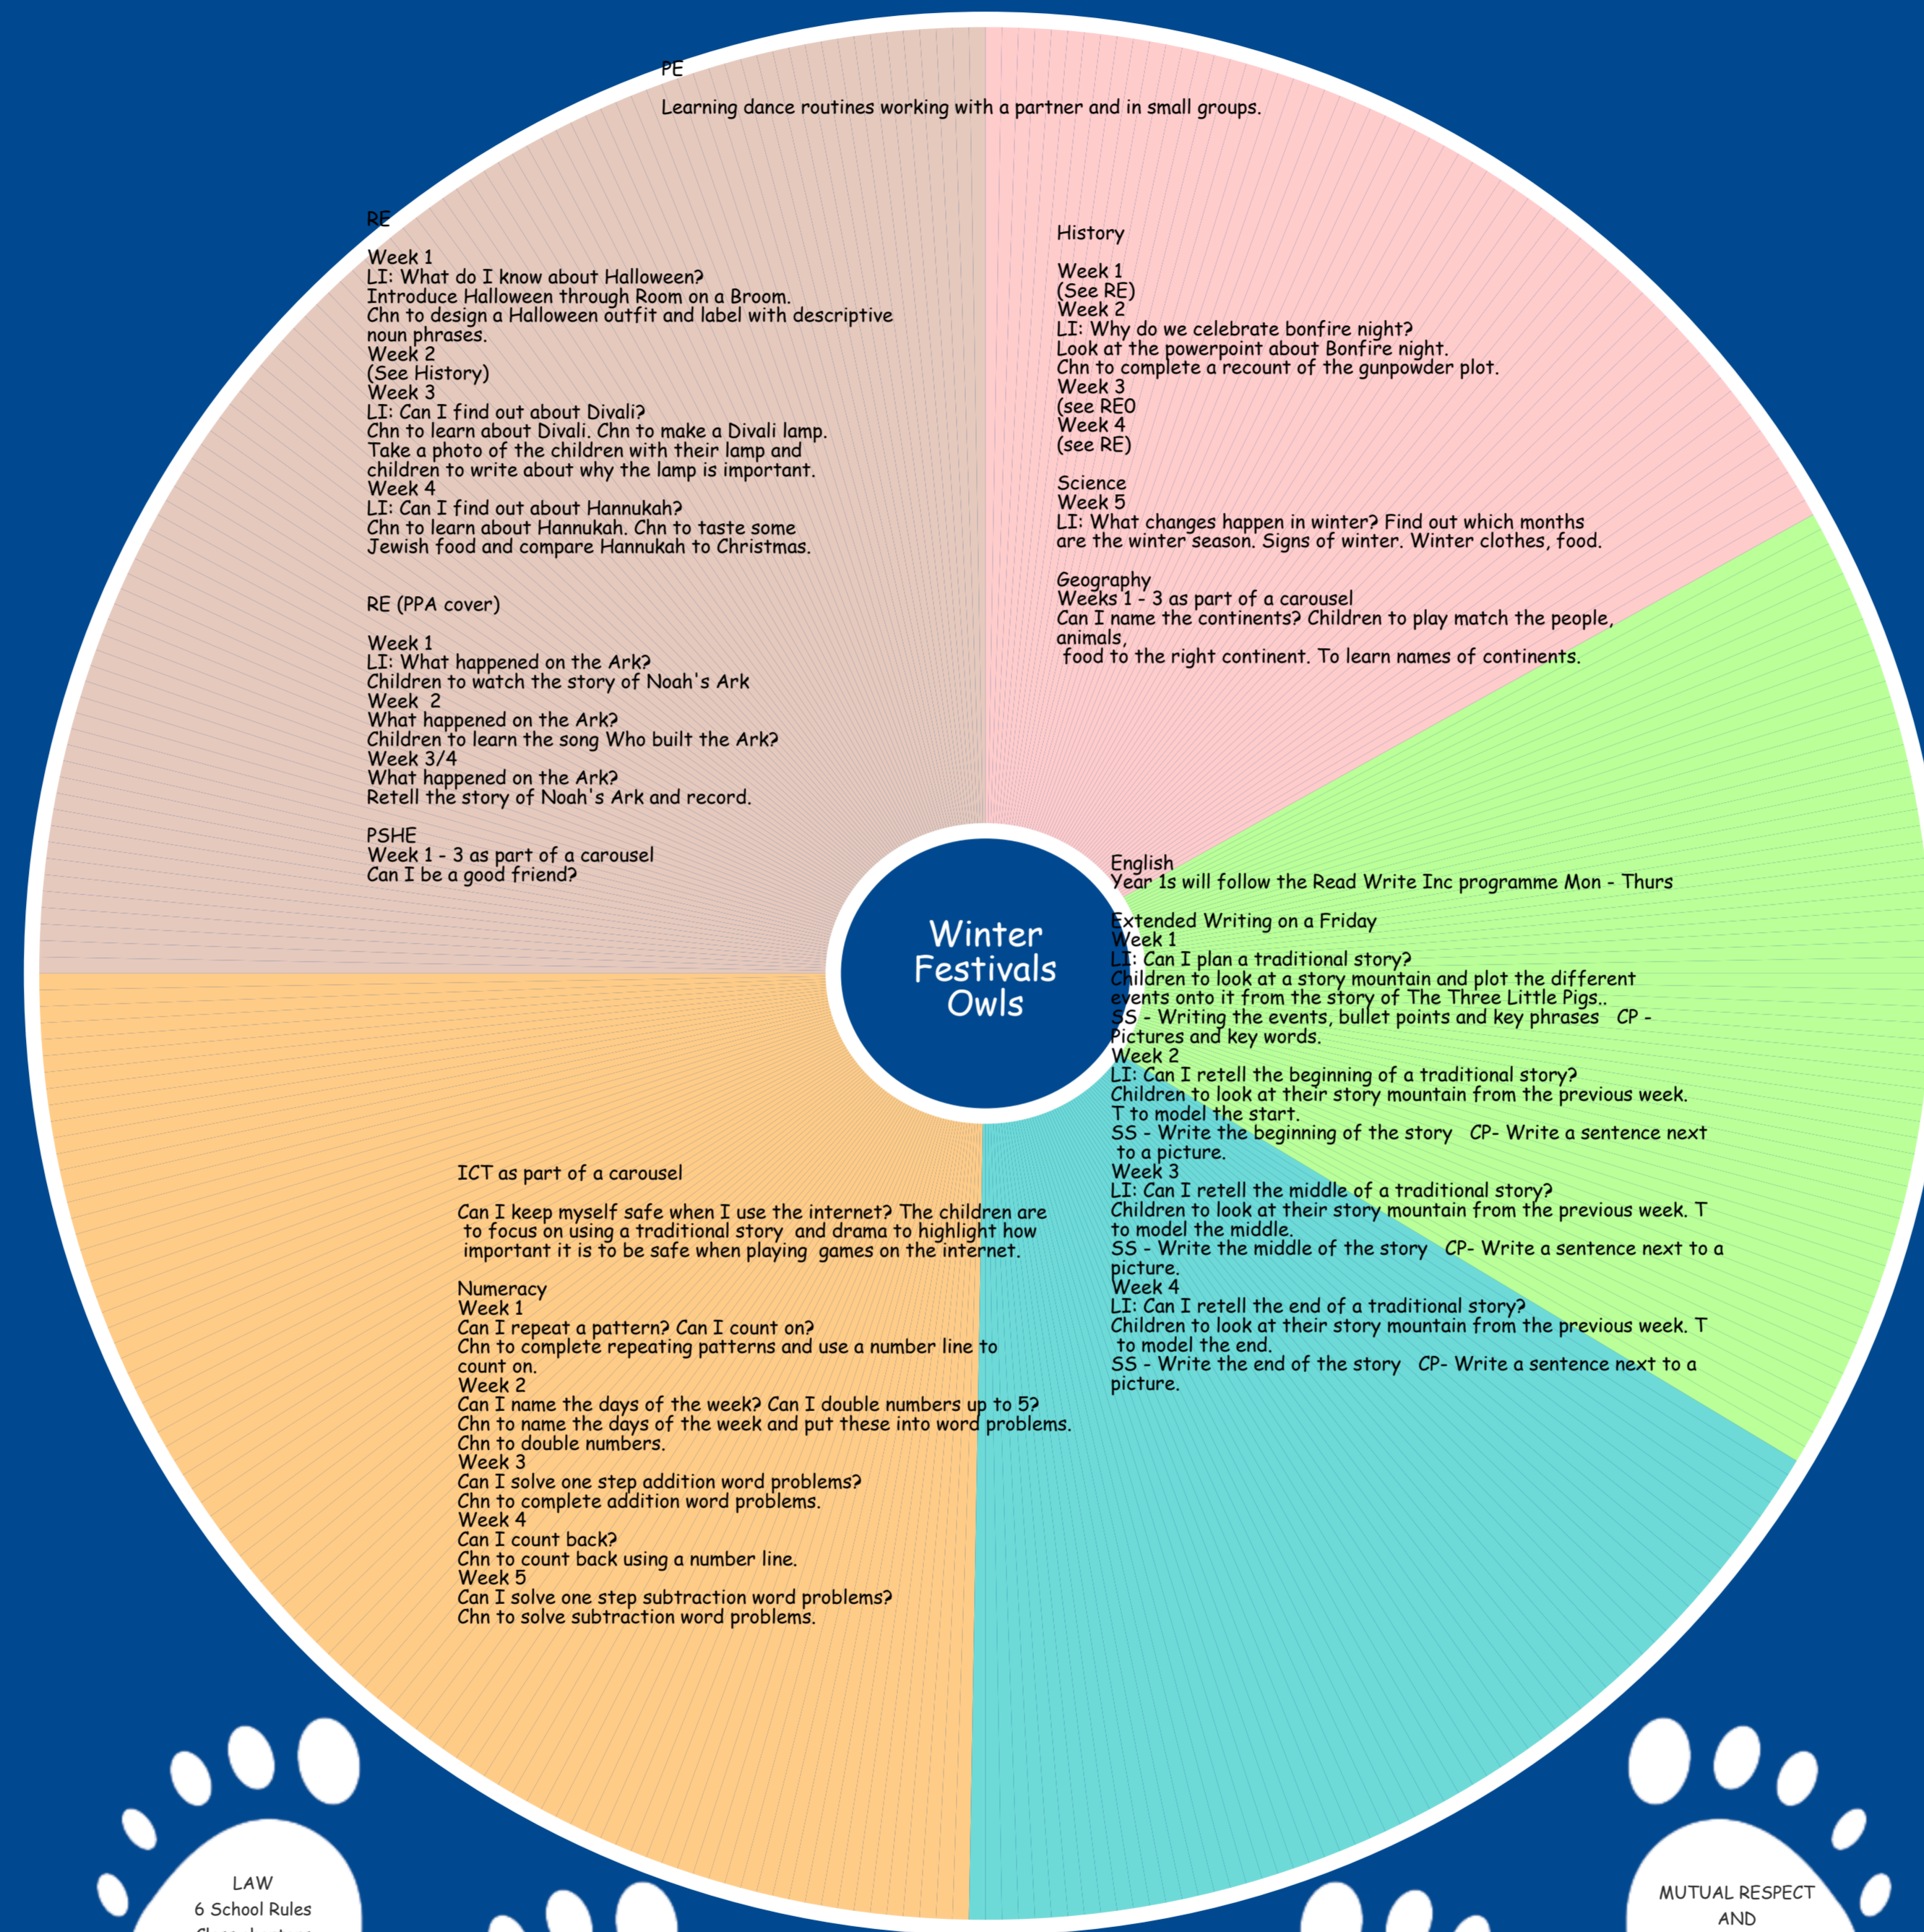 PE
Learning dance routines working with a partner and in small groups.
RE
Week 1
LI: What do I know about Halloween?
Introduce Halloween through Room on a Broom.
Chn to design a Halloween outfit and label with descriptive
noun phrases.
Week 2
(See History)
Week 3
LI: Can I find out about Divali?
Chn to learn about Divali. Chn to make a Divali lamp.
Take a photo of the children with their lamp and
children to write about why the lamp is important.
Week 4
LI: Can I find out about Hannukah?
Chn to learn about Hannukah. Chn to taste some
Jewish food and compare Hannukah to Christmas.
RE (PPA cover)
Week 1
LI: What happened on the Ark?
Children to watch the story of Noah's Ark
Week  2
What happened on the Ark?
Children to learn the song Who built the Ark?
Week 3/4
What happened on the Ark?
Retell the story of Noah's Ark and record.
PSHE
Week 1 - 3 as part of a carousel
Can I be a good friend?
History
Week 1
(See RE)
Week 2
LI: Why do we celebrate bonfire night?
Look at the powerpoint about Bonfire night.
Chn to complete a recount of the gunpowder plot.
Week 3
(see RE0
Week 4
(see RE)
Science
Week 5
LI: What changes happen in winter? Find out which months
are the winter season. Signs of winter. Winter clothes, food.
Geography
Weeks 1 - 3 as part of a carousel
Can I name the continents? Children to play match the people,
animals,
food to the right continent. To learn names of continents.
Winter
Festivals
Owls
English
Year 1s will follow the Read Write Inc programme Mon - Thurs
Extended Writing on a Friday
Week 1
LI: Can I plan a traditional story?
Children to look at a story mountain and plot the different
events onto it from the story of The Three Little Pigs..
SS - Writing the events, bullet points and key phrases   CP -
Pictures and key words.
Week 2
LI: Can I retell the beginning of a traditional story?
Children to look at their story mountain from the previous week.
T to model the start.
SS - Write the beginning of the story   CP- Write a sentence next
to a picture.
Week 3
LI: Can I retell the middle of a traditional story?
Children to look at their story mountain from the previous week. T
to model the middle.
SS - Write the middle of the story   CP- Write a sentence next to a
picture.
Week 4
LI: Can I retell the end of a traditional story?
Children to look at their story mountain from the previous week. T
to model the end.
SS - Write the end of the story   CP- Write a sentence next to a
picture.
ICT as part of a carousel
Can I keep myself safe when I use the internet? The children are
to focus on using a traditional story  and drama to highlight how
important it is to be safe when playing  games on the internet.
Numeracy
Week 1
Can I repeat a pattern? Can I count on?
Chn to complete repeating patterns and use a number line to
count on.
Week 2
Can I name the days of the week? Can I double numbers up to 5?
Chn to name the days of the week and put these into word problems.
Chn to double numbers.
Week 3
Can I solve one step addition word problems?
Chn to complete addition word problems.
Week 4
Can I count back?
Chn to count back using a number line.
Week 5
Can I solve one step subtraction word problems?
Chn to solve subtraction word problems.
LAW
6 School Rules
MUTUAL RESPECT
AND